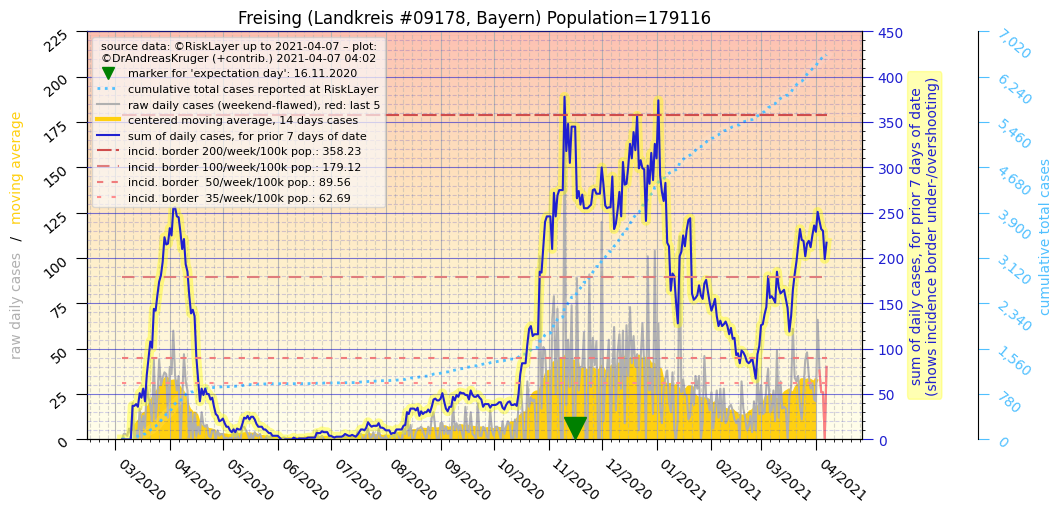 Freising (Landkreis #09178, Bayern) Population=179116
source data: ©RiskLayer up to 2021-04-07 – plot:
©DrAndreasKruger (+contrib.) 2021-04-07 04:02
marker for 'expectation day': 16.11.2020
cumulative total cases reported at RiskLayer
raw daily cases (weekend-flawed), red: last 5
centered moving average, 14 days cases
sum of daily cases, for prior 7 days of date
incid. border 200/week/100k pop.: 358.23
incid. border 100/week/100k pop.: 179.12
incid. border  50/week/100k pop.: 89.56
incid. border  35/week/100k pop.: 62.69
raw daily cases / moving average
225
200
175
150
125
100
75
50
25
0
03/2020
04/2020
05/2020
06/2020
07/2020
08/2020
09/2020
10/2020
11/2020
12/2020
01/2021
02/2021
03/2021
04/2021
450
400
350
300
250
200
150
100
50
0
sum of daily cases, for prior 7 days of date
(shows incidence border under-/overshooting)
7,020
6,240
5,460
4,680
3,900
3,120
2,340
1,560
780
0
cumulative total cases